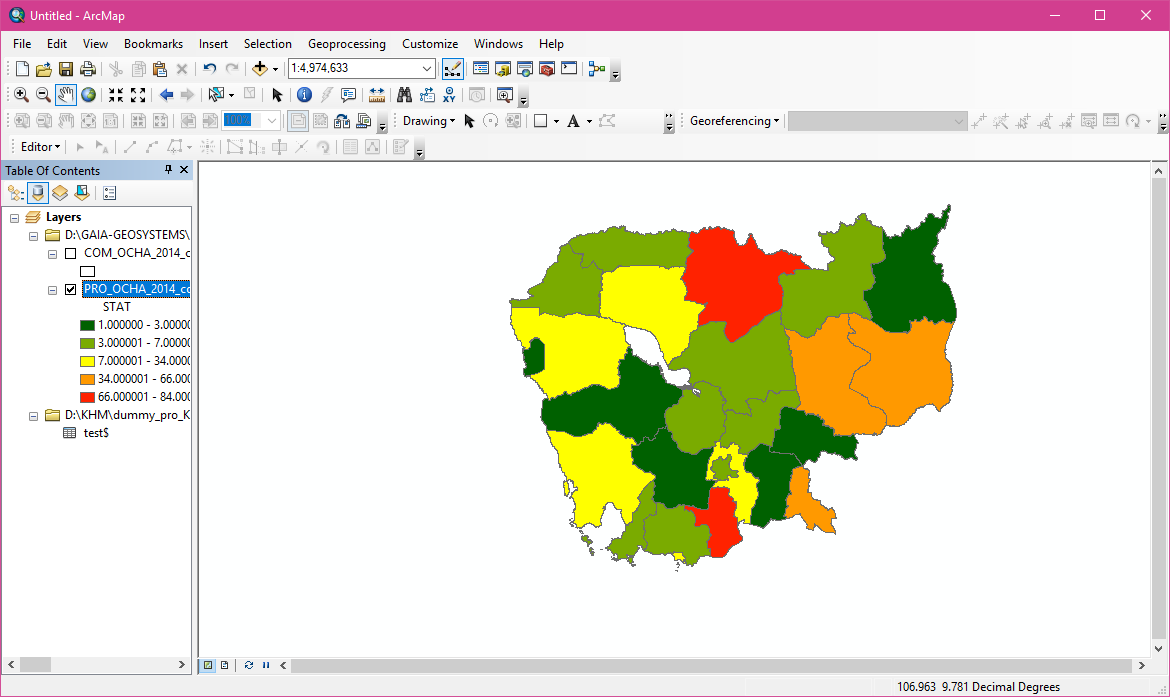 Untitled - ArcMap
File Edit View Bookmarks Insert Selection Geoprocessing Customize Windows Help
1:4,974,633
100%
Drawing
A
Georeferencing
Editor
Table Of Contents
Layers
D:\GAIA-GEOSYSTEMS\
COM_OCHA_2014_c
PRO_OCHA_2014_co
STAT
1.000000 - 3.00000
3.000001 - 7.00000
7.000001 - 34.0000
34.000001 - 66.000
66.000001 - 84.000
D:\KHM\dummy_pro_K
test$
106.963 9.781 Decimal Degrees